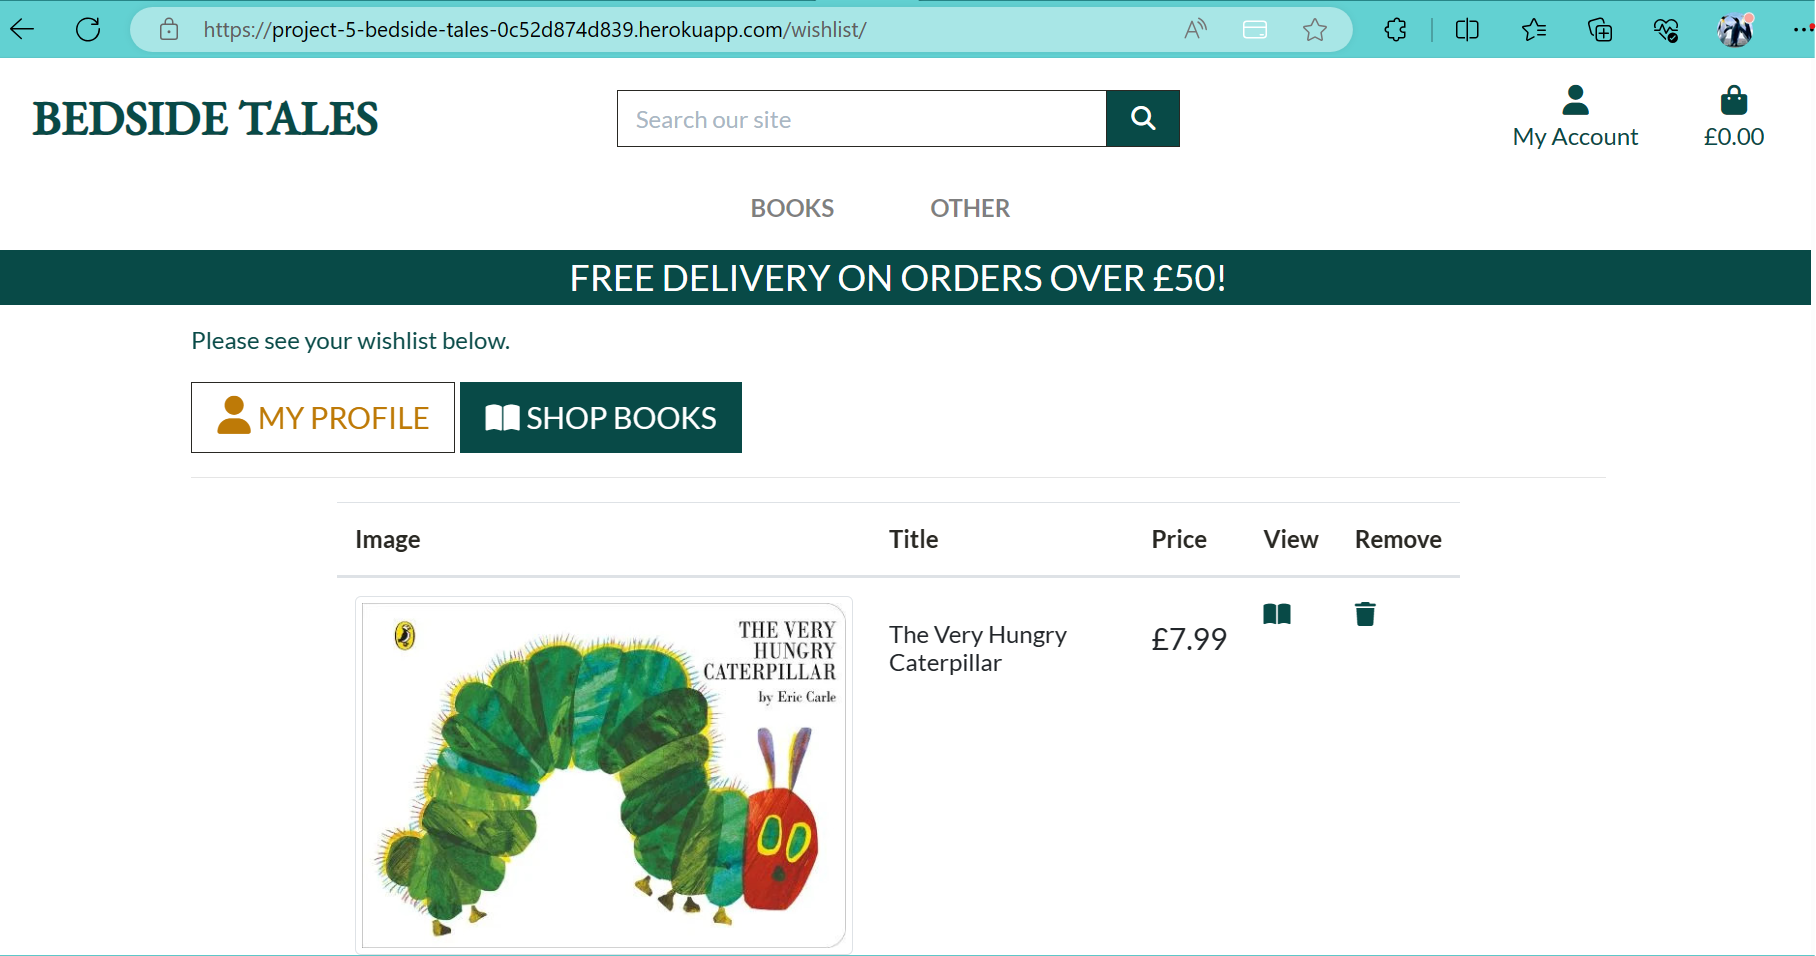 https://project-5-bedside-tales-0c52d874d839.herokuapp.com/wishlist/
BEDSIDE TALES
Search our site
My Account
£0.00
BOOKS OTHER
FREE DELIVERY ON ORDERS OVER £50!
Please see your wishlist below.
MY PROFILE SHOP BOOKS
Image Title Price View Remove
THE VERY
HUNGRY
CATERPILLAR
by Eric Carle
The Very Hungry
Caterpillar
£7.99